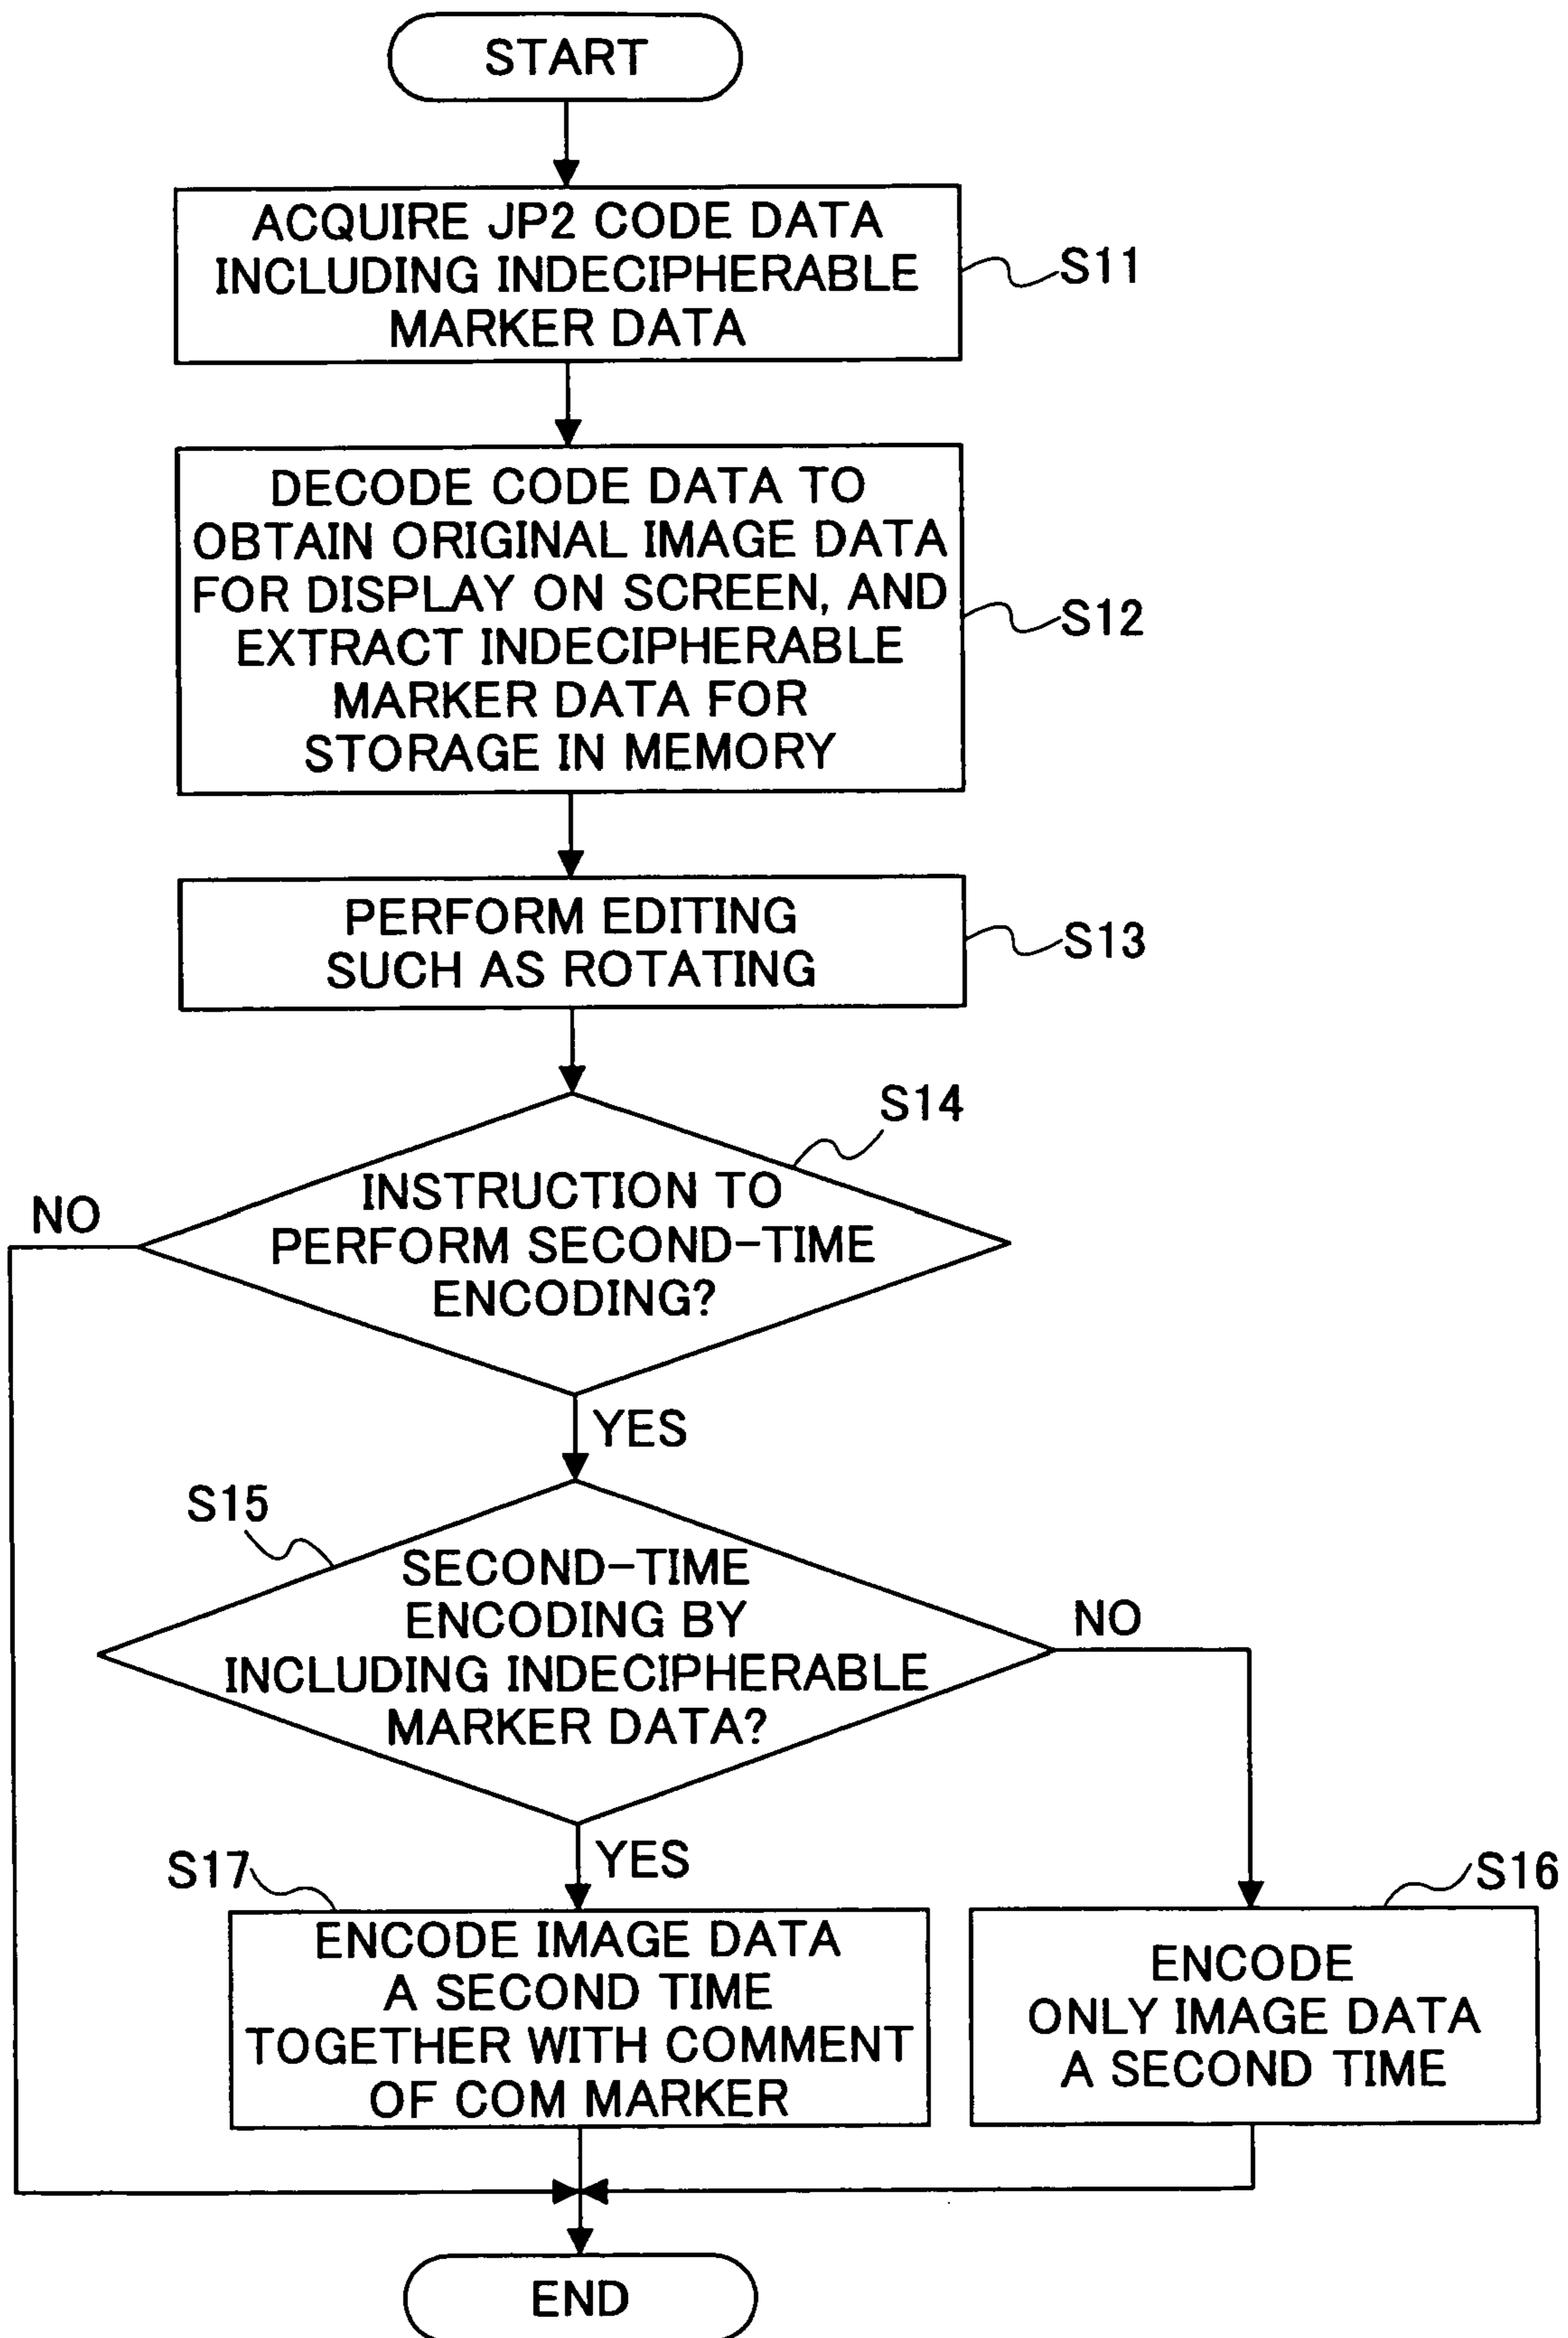 START
ACQUIRE JP2 CODE DATA
INCLUDING INDECIPHERABLE
MARKER DATA
S11
DECODE CODE DATA TO
OBTAIN ORIGINAL IMAGE DATA
FOR DISPLAY ON SCREEN, AND
EXTRACT INDECIPHERABLE
MARKER DATA FOR
STORAGE IN MEMORY
S12
PERFORM EDITING
SUCH AS ROTATING
S13
S14
INSTRUCTION TO
PERFORM SECOND-TIME
ENCODING?
NO
YES
S15
SECOND-TIME
ENCODING BY
INCLUDING INDECIPHERABLE
MARKER DATA?
NO
YES
S17
ENCODE IMAGE DATA
A SECOND TIME
TOGETHER WITH COMMENT
OF COM MARKER
S16
ENCODE
ONLY IMAGE DATA
A SECOND TIME
END